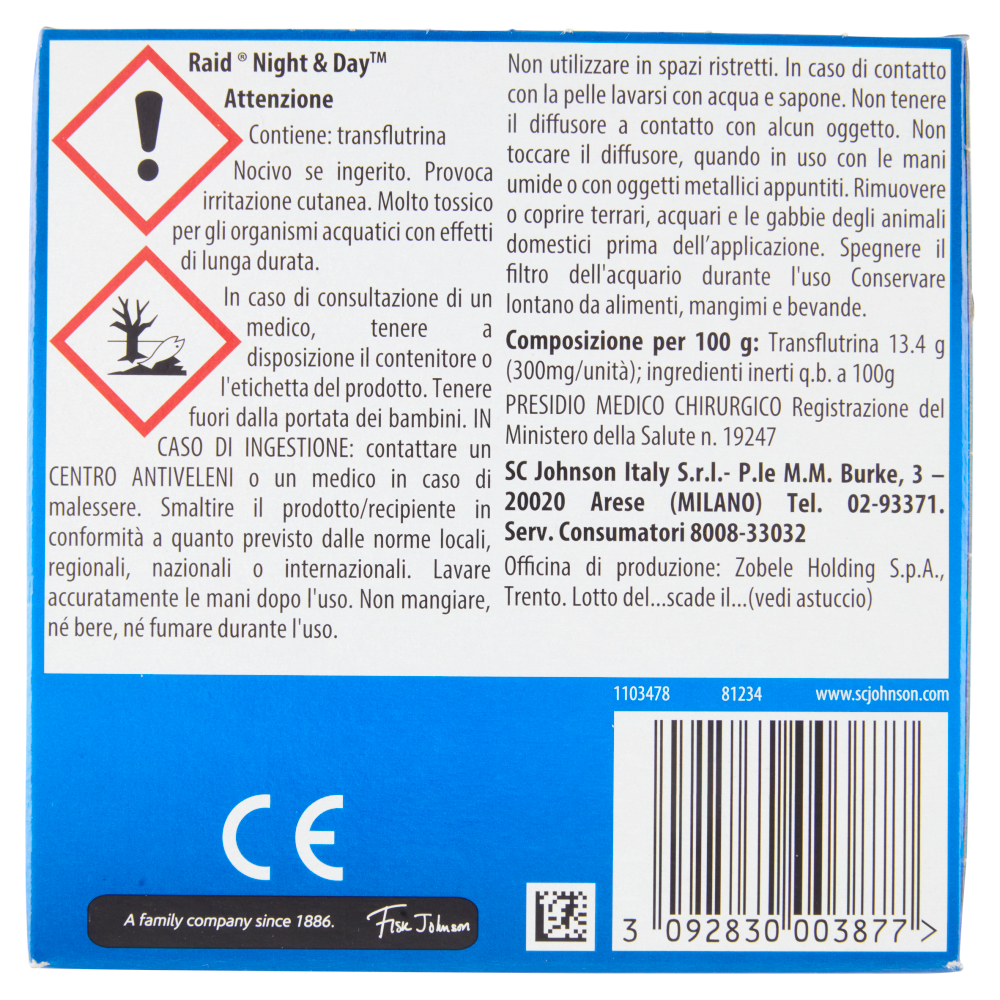 Raid ® Night & Day™
Attenzione
Contiene: transflutrina
Nocivo se ingerito. Provoca
irritazione cutanea. Molto tossico
per gli organismi acquatici con effetti
di lunga durata.
In caso di consultazione di un
medico, tenere a
disposizione il contenitore o
l'etichetta del prodotto. Tenere
fuori dalla portata dei bambini. IN
CASO DI INGESTIONE: contattare un
CENTRO ANTIVELENI o un medico in caso di
malessere. Smaltire il prodotto/recipiente in
conformità a quanto previsto dalle norme locali,
regionali, nazionali o internazionali. Lavare
accuratamente le mani dopo l'uso. Non mangiare,
né bere, né fumare durante l'uso.
Non utilizzare in spazi ristretti. In caso di contatto
con la pelle lavarsi con acqua e sapone. Non tenere
il diffusore a contatto con alcun oggetto. Non
toccare il diffusore, quando in uso con le mani
umide o con oggetti metallici appuntiti. Rimuovere
o coprire terrari, acquari e le gabbie degli animali
domestici prima dell’applicazione. Spegnere il
filtro dell'acquario durante l'uso Conservare
lontano da alimenti, mangimi e bevande.
Composizione per 100 g: Transflutrina 13.4 g
(300mg/unità); ingredienti inerti q.b. a 100g
PRESIDIO MEDICO CHIRURGICO Registrazione del
Ministero della Salute n. 19247
SC Johnson Italy S.r.l.- P.le M.M. Burke, 3 –
20020 Arese (MILANO) Tel. 02-93371.
Serv. Consumatori 8008-33032
Officina di produzione: Zobele Holding S.p.A.,
Trento. Lotto del...scade il...(vedi astuccio)
1103478 81234 www.scjohnson.com
CE
A family company since 1886. Fisk Johnson
3 092830 003877 >